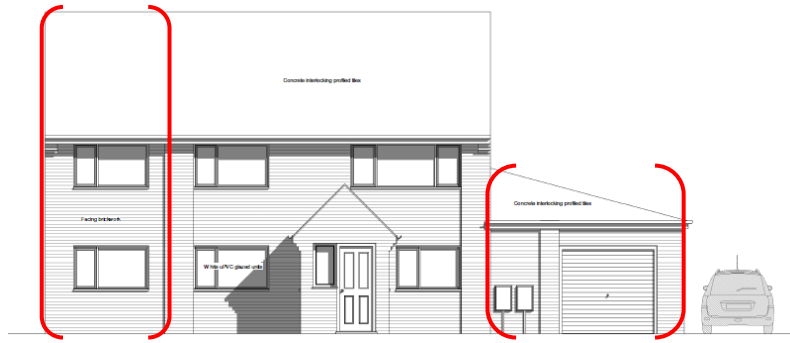 Concrete interlocking profiled tiles
Concrete interlocking profiled tiles
Facing brickwork
White uPVC glazed units